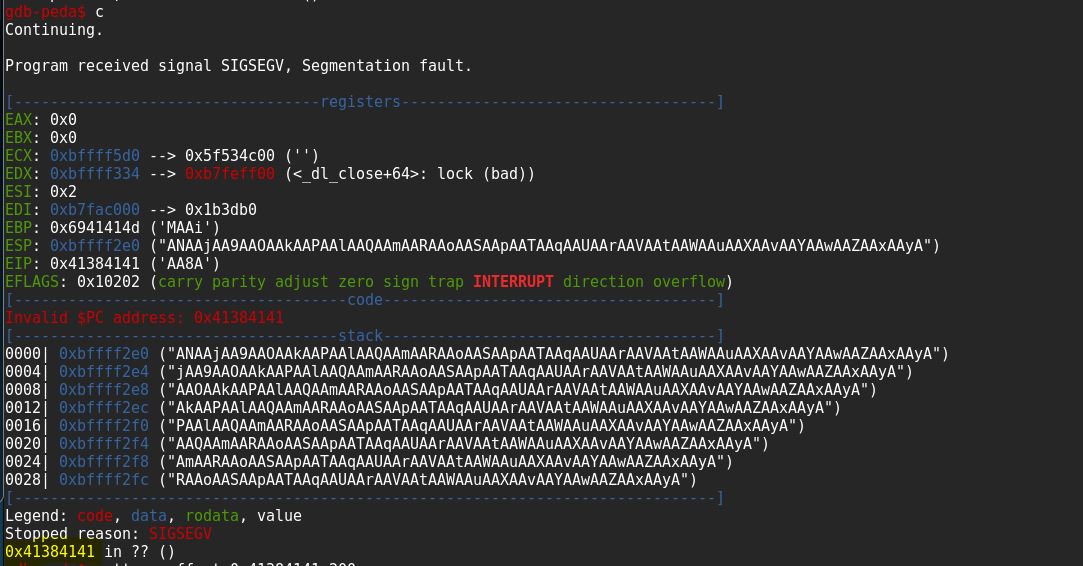 gdb-peda$ c
Continuing.
Program received signal SIGSEGV, Segmentation fault.
[----------------------------------registers-----------------------------------]
EAX: 0x0
EBX: 0x0
ECX: 0xbffff5d0 --> 0x5f534c00 ('')
EDX: 0xbffff334 --> 0xb7feff00 (<_dl_close+64>: lock (bad))
ESI: 0x2
EDI: 0xb7fac000 --> 0x1b3db0
EBP: 0x6941414d ('MAAi')
ESP: 0xbffff2e0 ("ANAAjAA9AAOAAkAAPAAlAAQAAmAARAAoAASAApAATAAqAAUAArAAVAAtAAWAAuAAXAAvAAYAAwAAZAAxAAyA")
EIP: 0x41384141 ('AA8A')
EFLAGS: 0x10202 (carry parity adjust zero sign trap INTERRUPT direction overflow)
[-------------------------------------code-------------------------------------]
Invalid $PC address: 0x41384141
[------------------------------------stack-------------------------------------]
0000| 0xbffff2e0 ("ANAAjAA9AAOAAkAAPAAlAAQAAmAARAAoAASAApAATAAqAAUAArAAVAAtAAWAAuAAXAAvAAYAAwAAZAAxAAyA")
0004| 0xbffff2e4 ("jAA9AAOAAkAAPAAlAAQAAmAARAAoAASAApAATAAqAAUAArAAVAAtAAWAAuAAXAAvAAYAAwAAZAAxAAyA")
0008| 0xbffff2e8 ("AAOAAkAAPAAlAAQAAmAARAAoAASAApAATAAqAAUAArAAVAAtAAWAAuAAXAAvAAYAAwAAZAAxAAyA")
0012| 0xbffff2ec ("AkAAPAAlAAQAAmAARAAoAASAApAATAAqAAUAArAAVAAtAAWAAuAAXAAvAAYAAwAAZAAxAAyA")
0016| 0xbffff2f0 ("PAAlAAQAAmAARAAoAASAApAATAAqAAUAArAAVAAtAAWAAuAAXAAvAAYAAwAAZAAxAAyA")
0020| 0xbffff2f4 ("AAQAAmAARAAoAASAApAATAAqAAUAArAAVAAtAAWAAuAAXAAvAAYAAwAAZAAxAAyA")
0024| 0xbffff2f8 ("AmAARAAoAASAApAATAAqAAUAArAAVAAtAAWAAuAAXAAvAAYAAwAAZAAxAAyA")
0028| 0xbffff2fc ("RAAoAASAApAATAAqAAUAArAAVAAtAAWAAuAAXAAvAAYAAwAAZAAxAAyA")
[------------------------------------------------------------------------------]
Legend: code, data, rodata, value
Stopped reason: SIGSEGV
0x41384141 in ?? ()